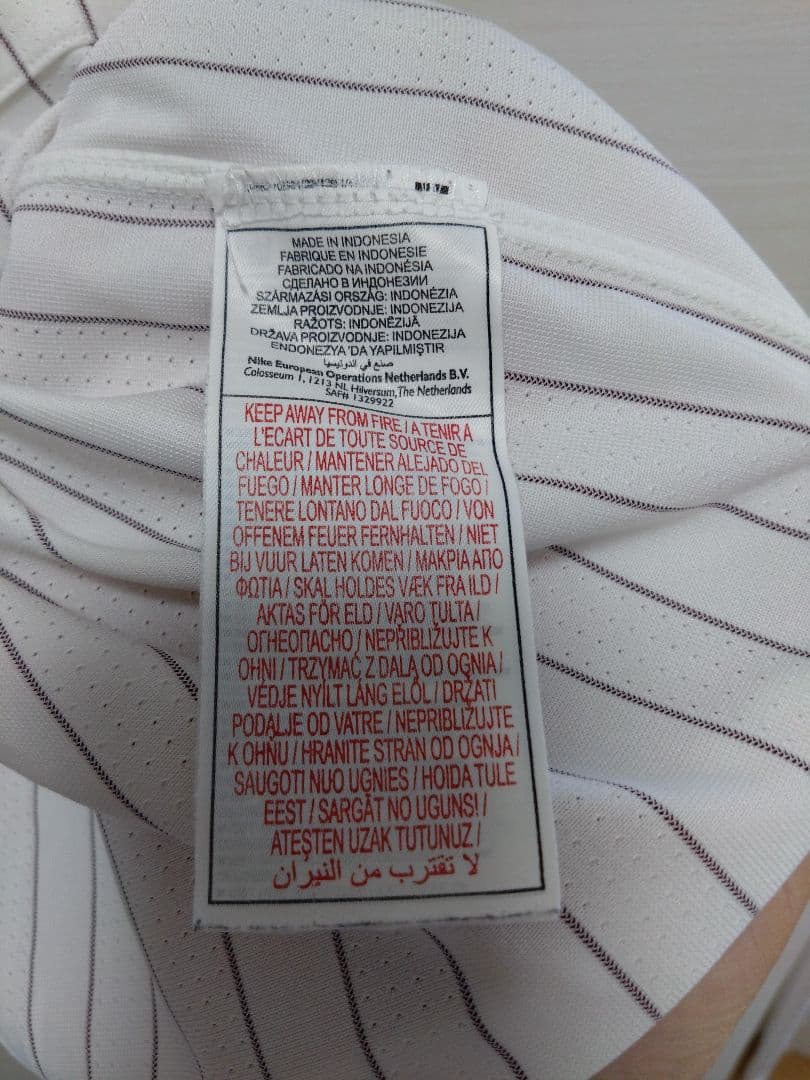 MADE IN INDONESIA
FABRIQUE EN INDONESIE
FABRICADO NA INDONÉSIA
СДЕЛАНО В ИНДОНЕЗИИ
SZÁRMAZÁSI ORSZÁG: INDONÉZIA
ZEMLJA PROIZVODNJE: INDONEZIJA
RAŽOTS: INDONĒZIJĀ
DRŽAVA PROIZVODNJE: INDONEZIJA
ENDONEZYA 'DA YAPILMIŞTIR
صنع في اندونيسيا
Nike European Operations Netherlands B.V.
Colosseum 1, 1213 NL Hilversum, The Netherlands
SAF# 1329922
KEEP AWAY FROM FIRE / A TENIR A
L'ECART DE TOUTE SOURCE DE
CHALEUR / MANTENER ALEJADO DEL
FUEGO / MANTER LONGE DE FOGO /
TENERE LONTANO DAL FUOCO / VON
OFFENEM FEUER FERNHALTEN / NIET
BIJ VUUR LATEN KOMEN / ΜΑΚΡΙΑ ΑΠΟ
ΦΩΤΙΑ / SKAL HOLDES VÆK FRA ILD /
AKTAS FÖR ELD / VARO TULTA /
ОГНЕОПАСНО / NEPŘIBLIŽUJTE K
OHNI / TRZYMAĆ Z DALA OD OGNIA /
VÉDJE NYÍLT LÁNG ELŐL / DRŽATI
PODALJE OD VATRE / NEPRIBLIŽUJTE
K OHŇU / HRANITE STRAN OD OGNJA /
SAUGOTI NUO UGNIES / HOIDA TULE
EEST / SARGĀT NO UGUNS! /
ATEŞTEN UZAK TUTUNUZ /
لا تقترب من النيران